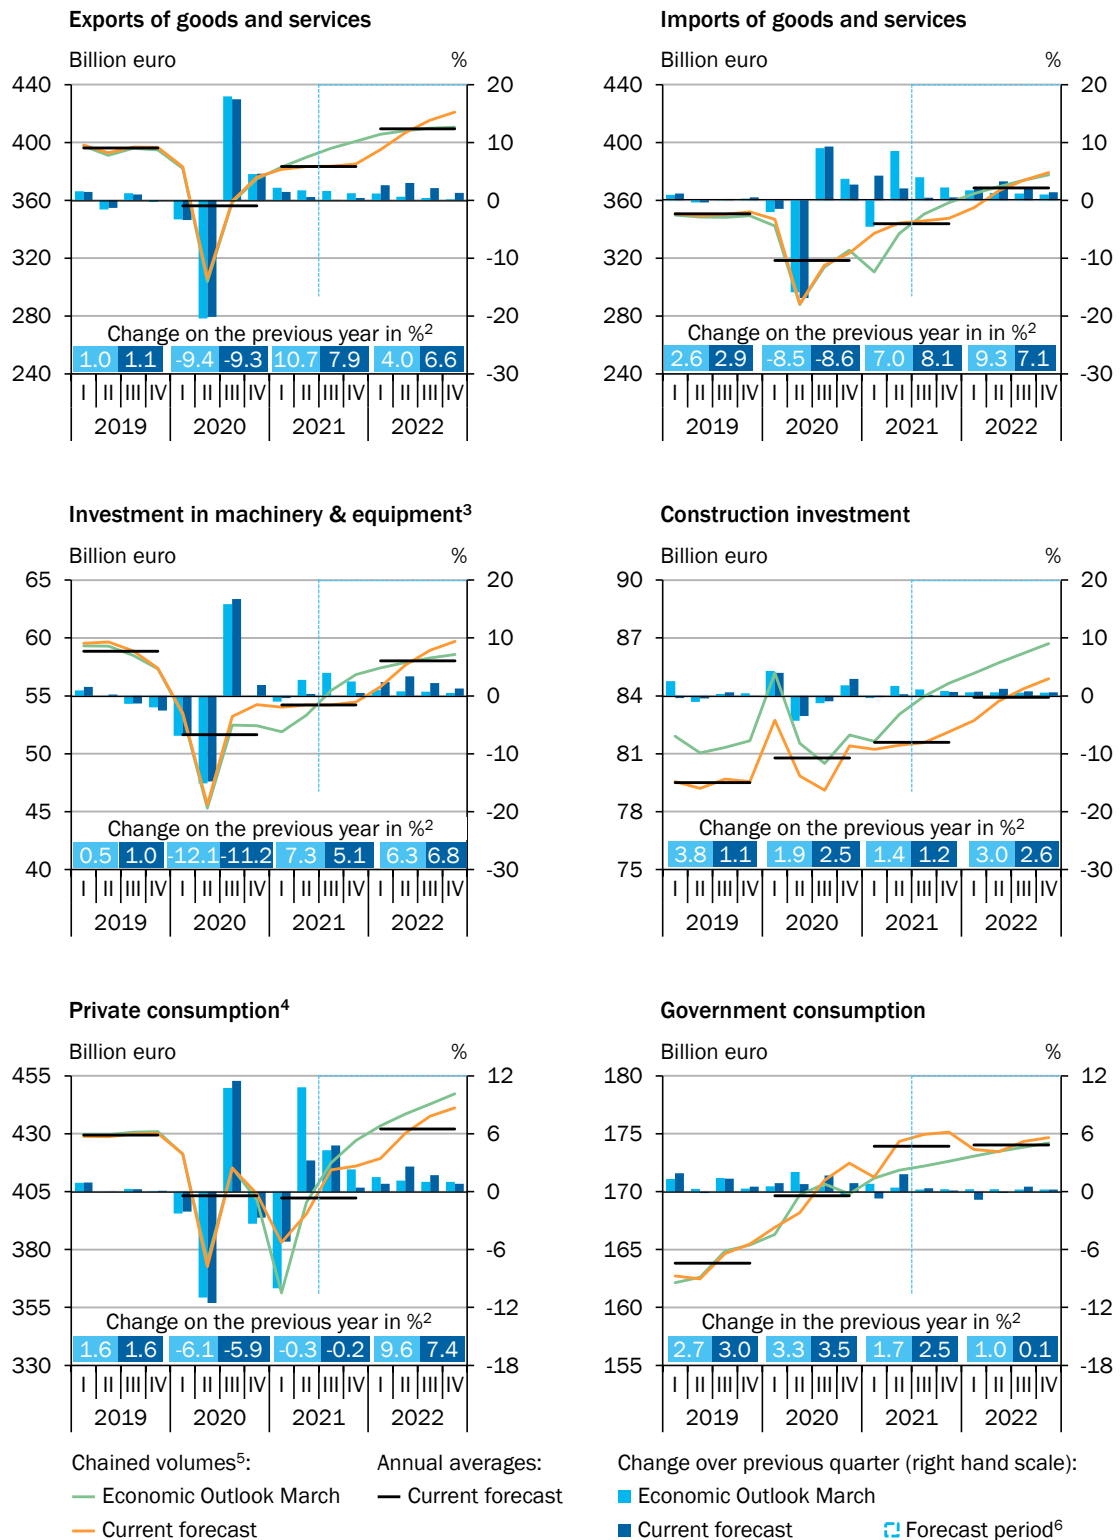 Exports of goods and services
Billion euro %
440 20
400 10
360 0
320 -10
280 -20
Change on the previous year in %²
1.0 1.1 -9.4 -9.3 10.7 7.9 4.0 6.6
240 -30
I II III IV I II III IV I II III IV I II III IV
2019 2020 2021 2022
Imports of goods and services
Billion euro %
440 20
400 10
360 0
320 -10
280 -20
Change on the previous year in in %²
2.6 2.9 -8.5 -8.6 7.0 8.1 9.3 7.1
240 -30
I II III IV I II III IV I II III IV I II III IV
2019 2020 2021 2022
Investment in machinery & equipment³
Billion euro %
65 20
60 10
55 0
50 -10
45 -20
Change on the previous year in %²
0.5 1.0 -12.1 -11.2 7.3 5.1 6.3 6.8
40 -30
I II III IV I II III IV I II III IV I II III IV
2019 2020 2021 2022
Construction investment
Billion euro %
90 20
87 10
84 0
81 -10
78 -20
Change on the previous year in %²
3.8 1.1 1.9 2.5 1.4 1.2 3.0 2.6
75 -30
I II III IV I II III IV I II III IV I II III IV
2019 2020 2021 2022
Private consumption⁴
Billion euro %
455 12
430 6
405 0
380 -6
355 -12
Change on the previous year in %²
1.6 1.6 -6.1 -5.9 -0.3 -0.2 9.6 7.4
330 -18
I II III IV I II III IV I II III IV I II III IV
2019 2020 2021 2022
Government consumption
Billion euro %
180 12
175 6
170 0
165 -6
160 -12
Change in the previous year in %²
2.7 3.0 3.3 3.5 1.7 2.5 1.0 0.1
155 -18
I II III IV I II III IV I II III IV I II III IV
2019 2020 2021 2022
Chained volumes⁵:
Economic Outlook March
Current forecast
Annual averages:
Current forecast
Change over previous quarter (right hand scale):
Economic Outlook March
Current forecast
Forecast period⁶